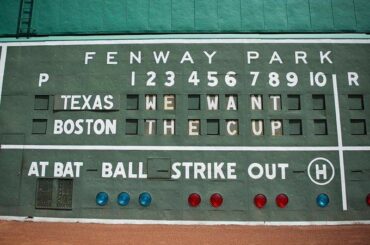 FENWAY PARK
P 1 2 3 4 5 6 7 8 9 10 R
TEXAS WE WANT
BOSTON THE CUP
AT BAT - BALL - STRIKE OUT - H